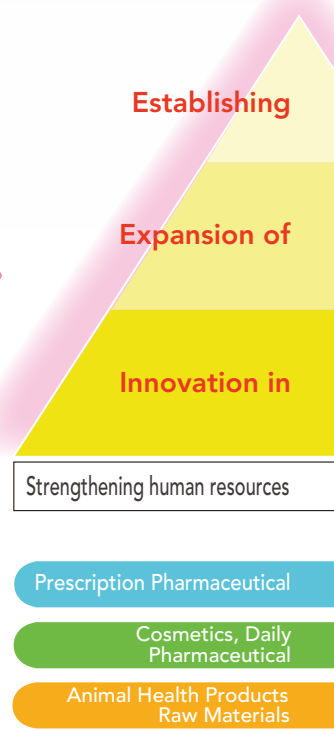 Establishing
Expansion of
Innovation in
Strengthening human resources
Prescription Pharmaceutical
Cosmetics, Daily
Pharmaceutical
Animal Health Products
Raw Materials